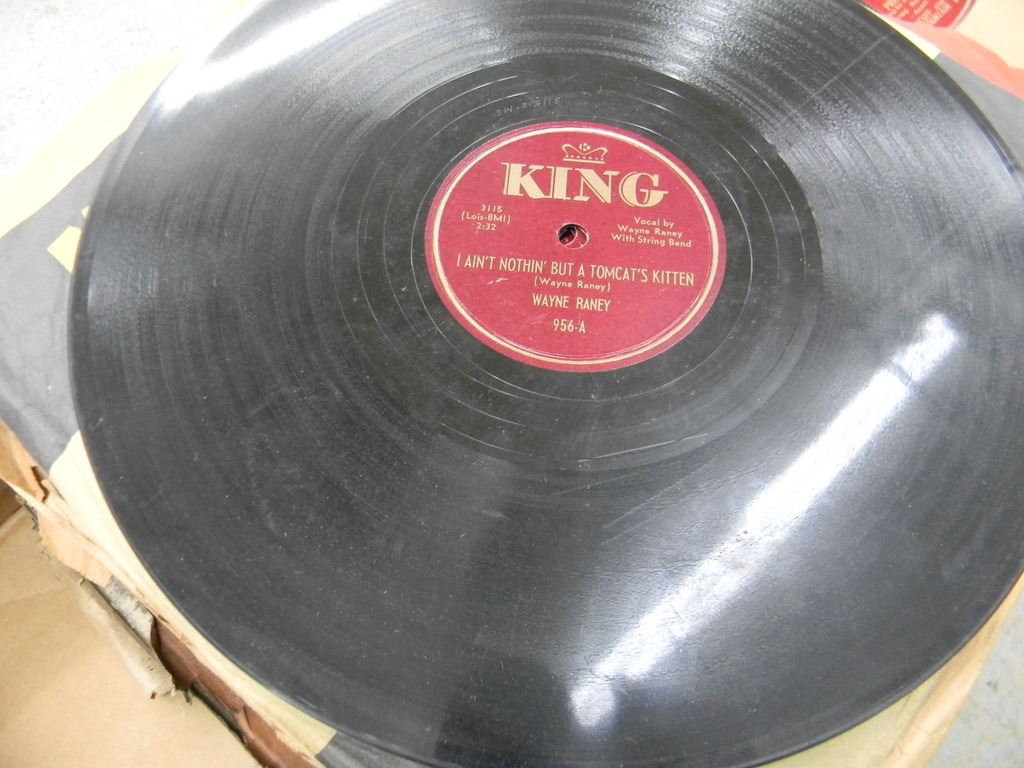 K
KING
3115
(Lois-BMI)
2:32
Vocal by
Wayne Raney
With String Band
I AIN'T NOTHIN' BUT A TOMCAT'S KITTEN
(Wayne Raney)
WAYNE RANEY
956-A